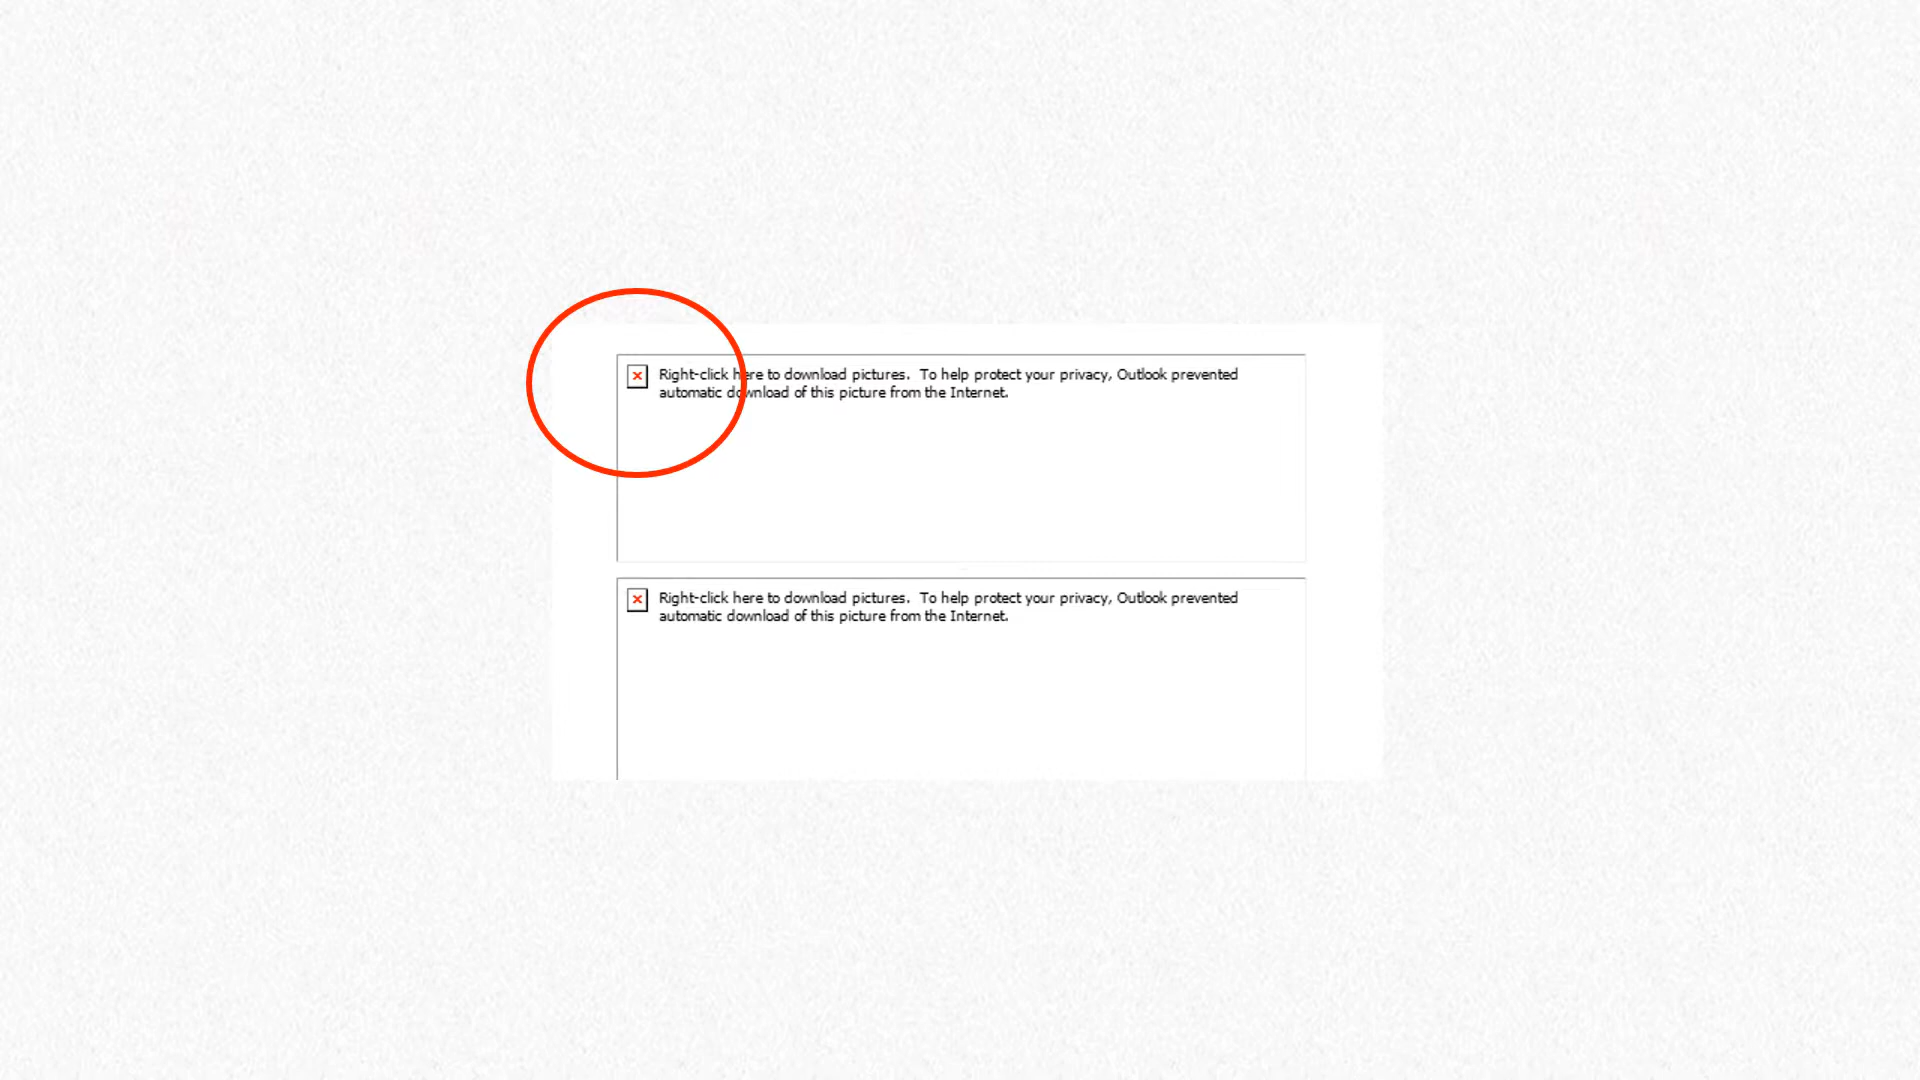 Right-click here to download pictures.  To help protect your privacy, Outlook prevented
automatic download of this picture from the Internet.
Right-click here to download pictures.  To help protect your privacy, Outlook prevented
automatic download of this picture from the Internet.